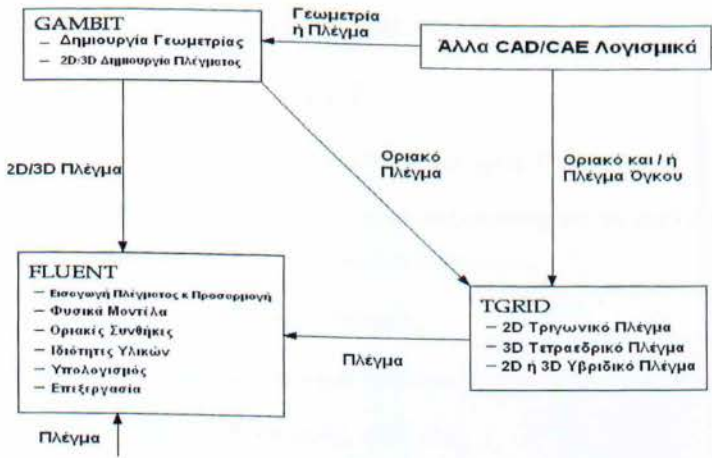 GAMBIT
– Δημιουργία Γεωμετρίας
– 2D/3D Δημιουργία Πλέγματος
Γεωμετρία
ή Πλέγμα
Άλλα CAD/CAE Λογισμικά
2D/3D Πλέγμα
Οριακό
Πλέγμα
Οριακό και / ή
Πλέγμα Όγκου
FLUENT
– Εισαγωγή Πλέγματος κ Προσαρμογή
– Φυσικά Μοντέλα
– Οριακές Συνθήκες
– Ιδιότητες Υλικών
– Υπολογισμός
– Επεξεργασία
Πλέγμα
TGRID
– 2D Τριγωνικό Πλέγμα
– 3D Τετραεδρικό Πλέγμα
– 2D ή 3D Υβριδικό Πλέγμα
Πλέγμα